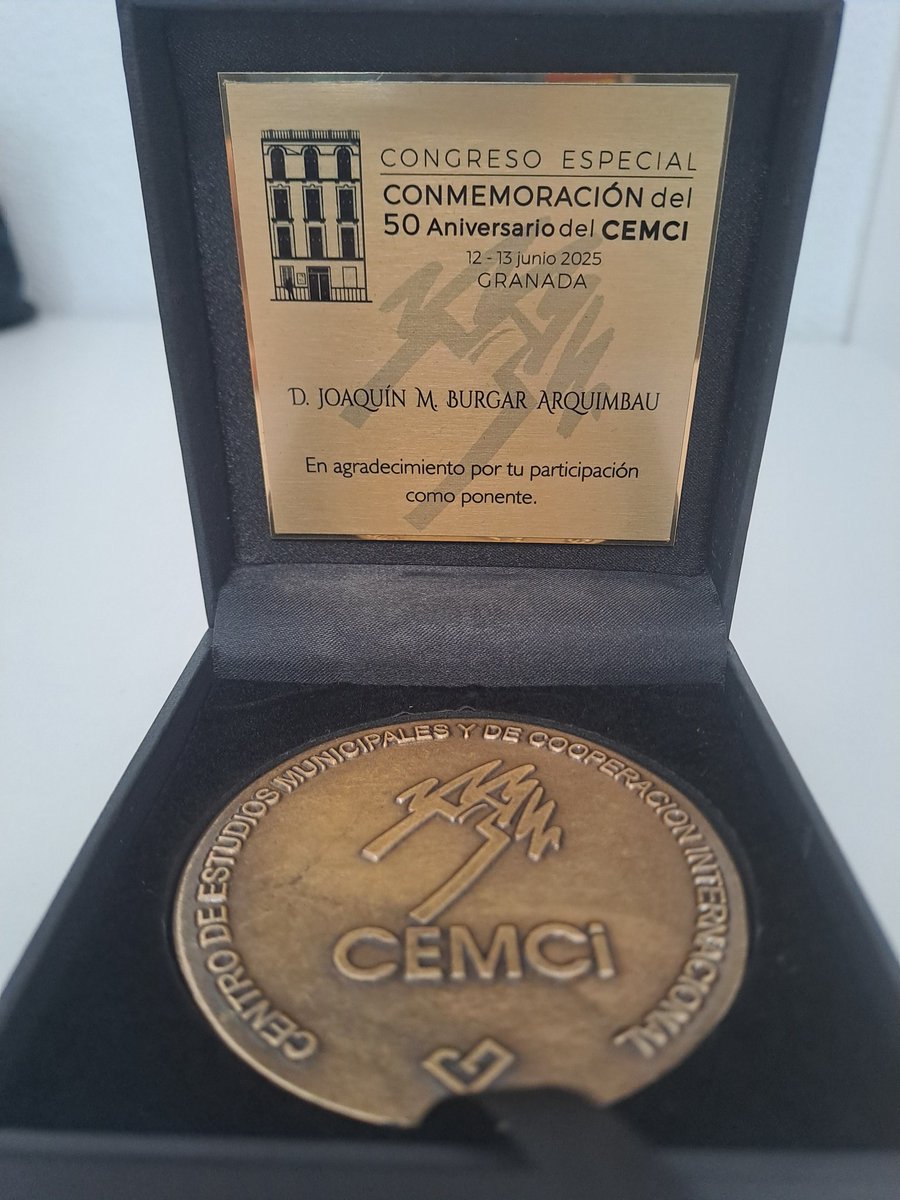 CONGRESO ESPECIAL
CONMEMORACIÓN del
50 Aniversario del CEMCI
12 - 13 junio 2025
GRANADA
D. JOAQUÍN M. BURGAR ARQUIMBAU
En agradecimiento por tu participación
como ponente.
CENTRO DE ESTUDIOS MUNICIPALES Y DE COOPERACION INTERNACIONAL
CEMCi